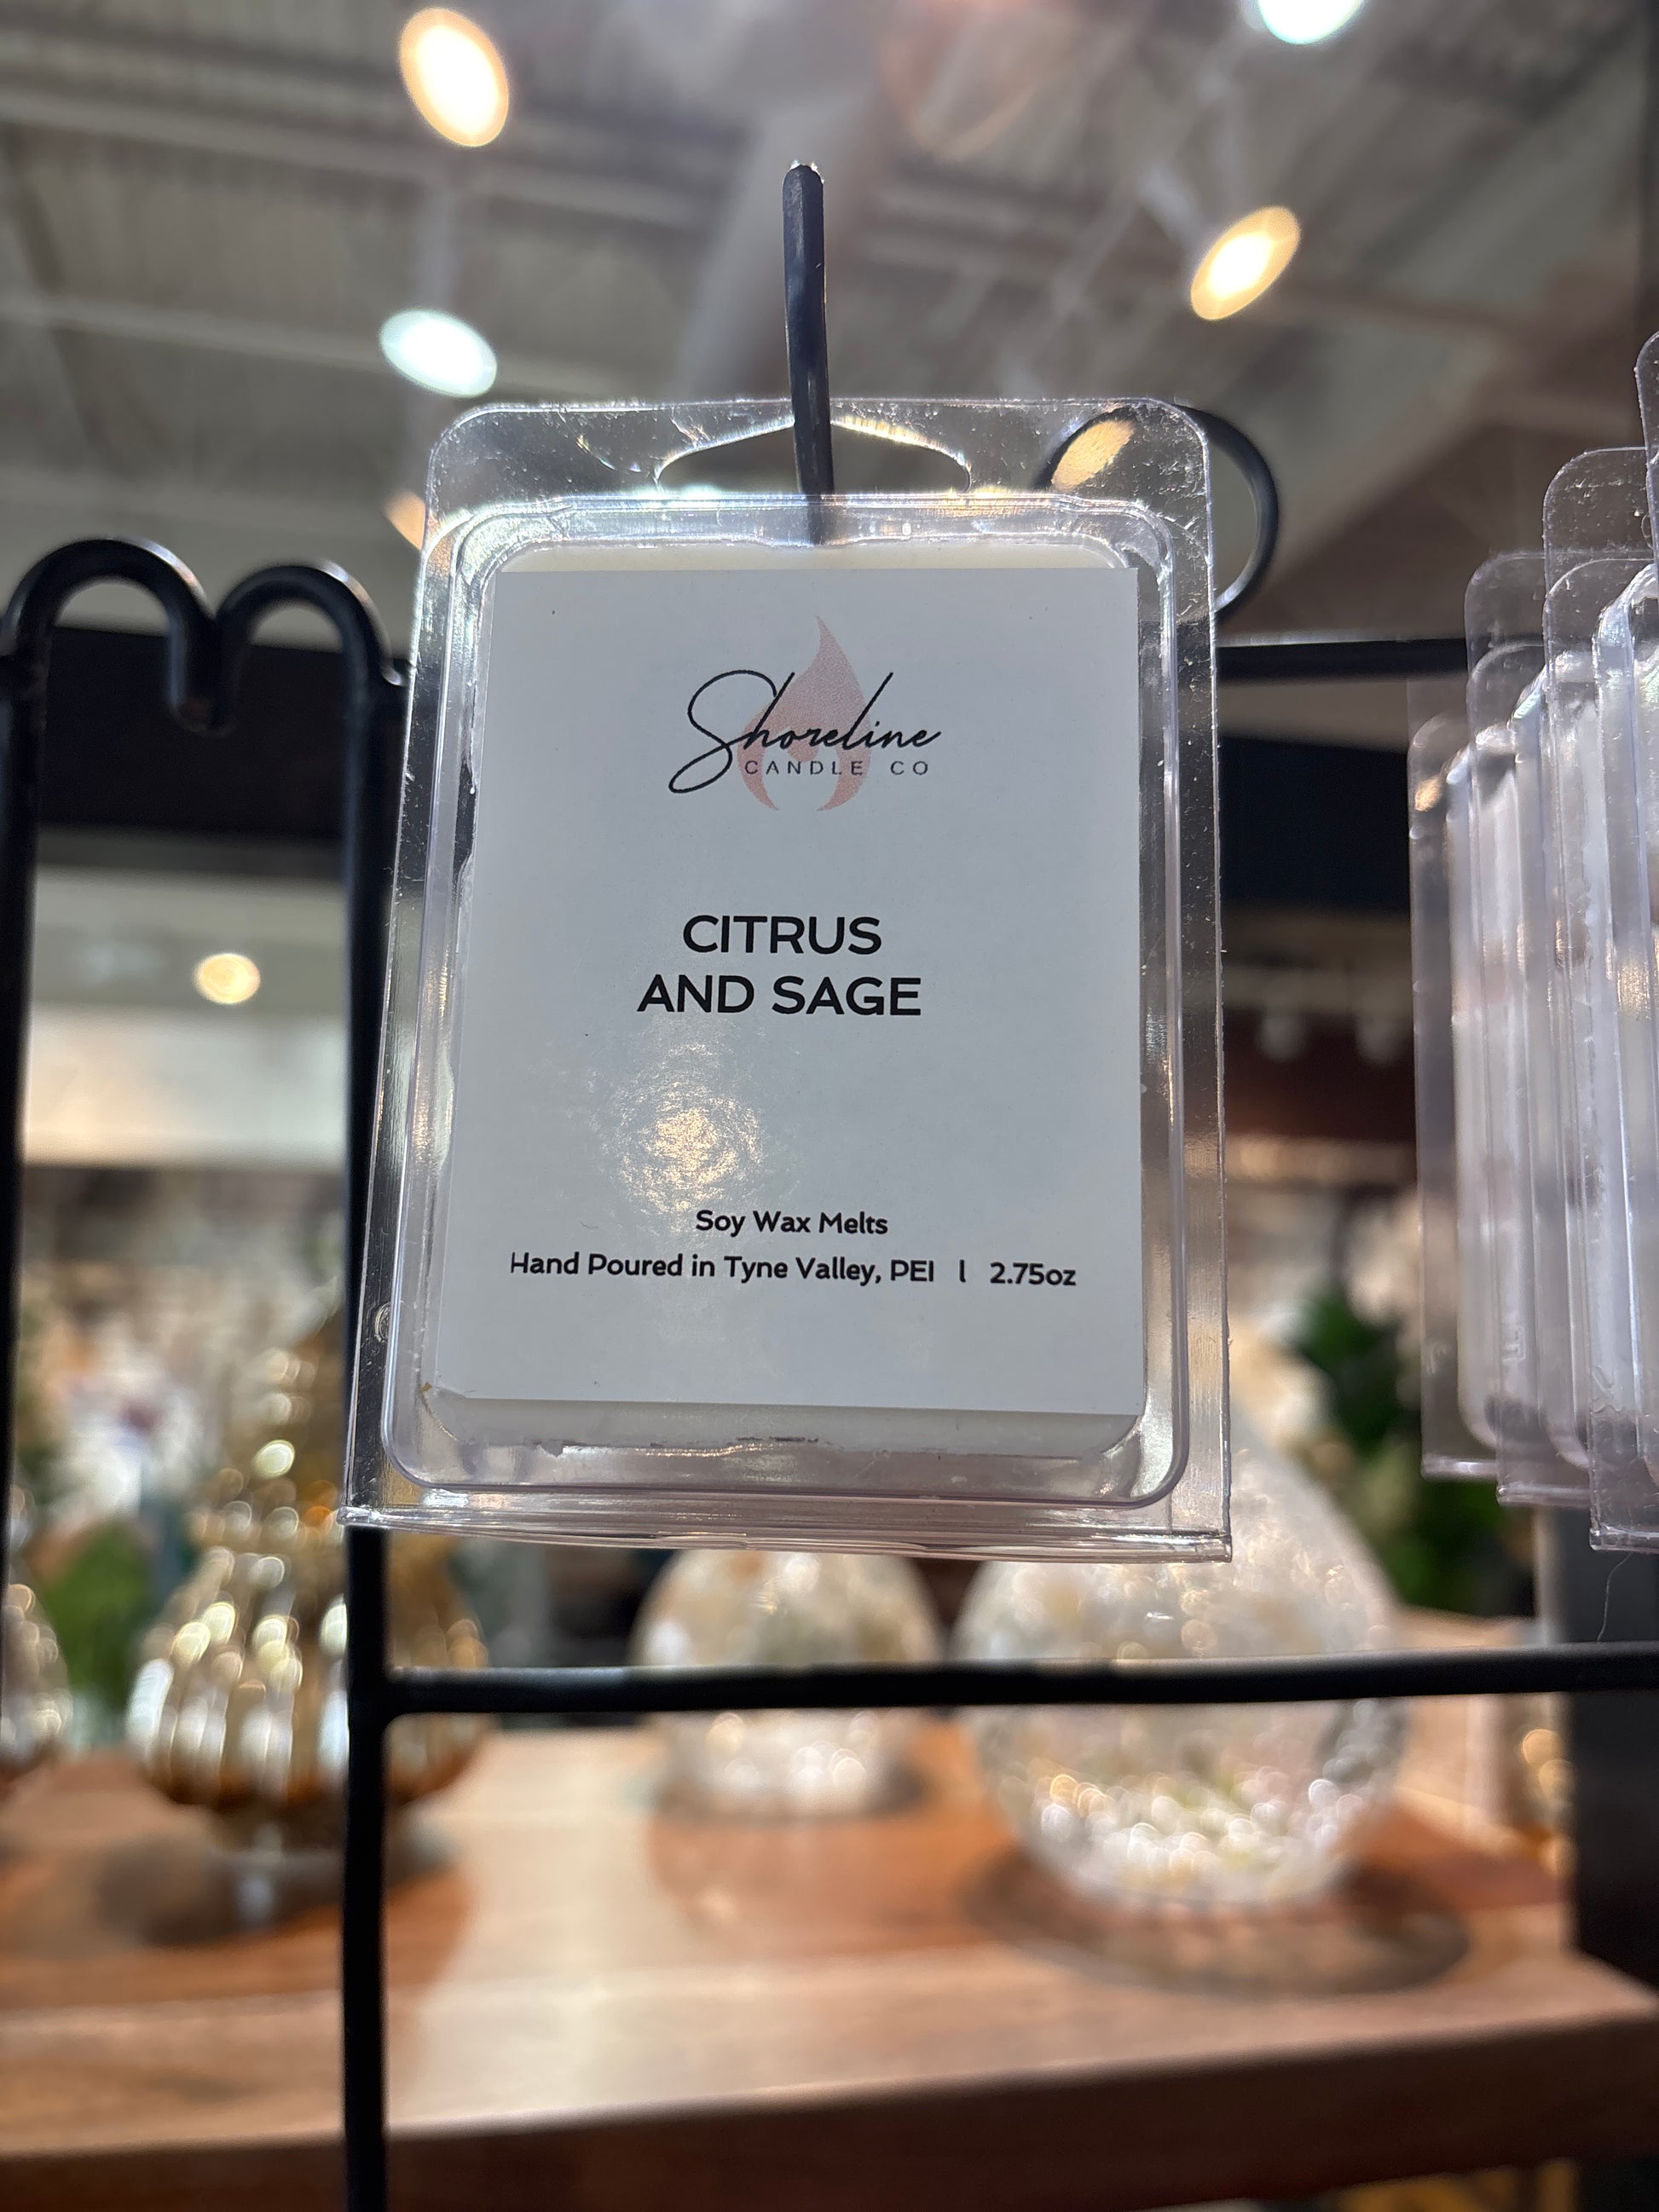 Shoreline
CANDLE CO
CITRUS
AND SAGE
Soy Wax Melts
Hand Poured in Tyne Valley, PEI l 2.75oz